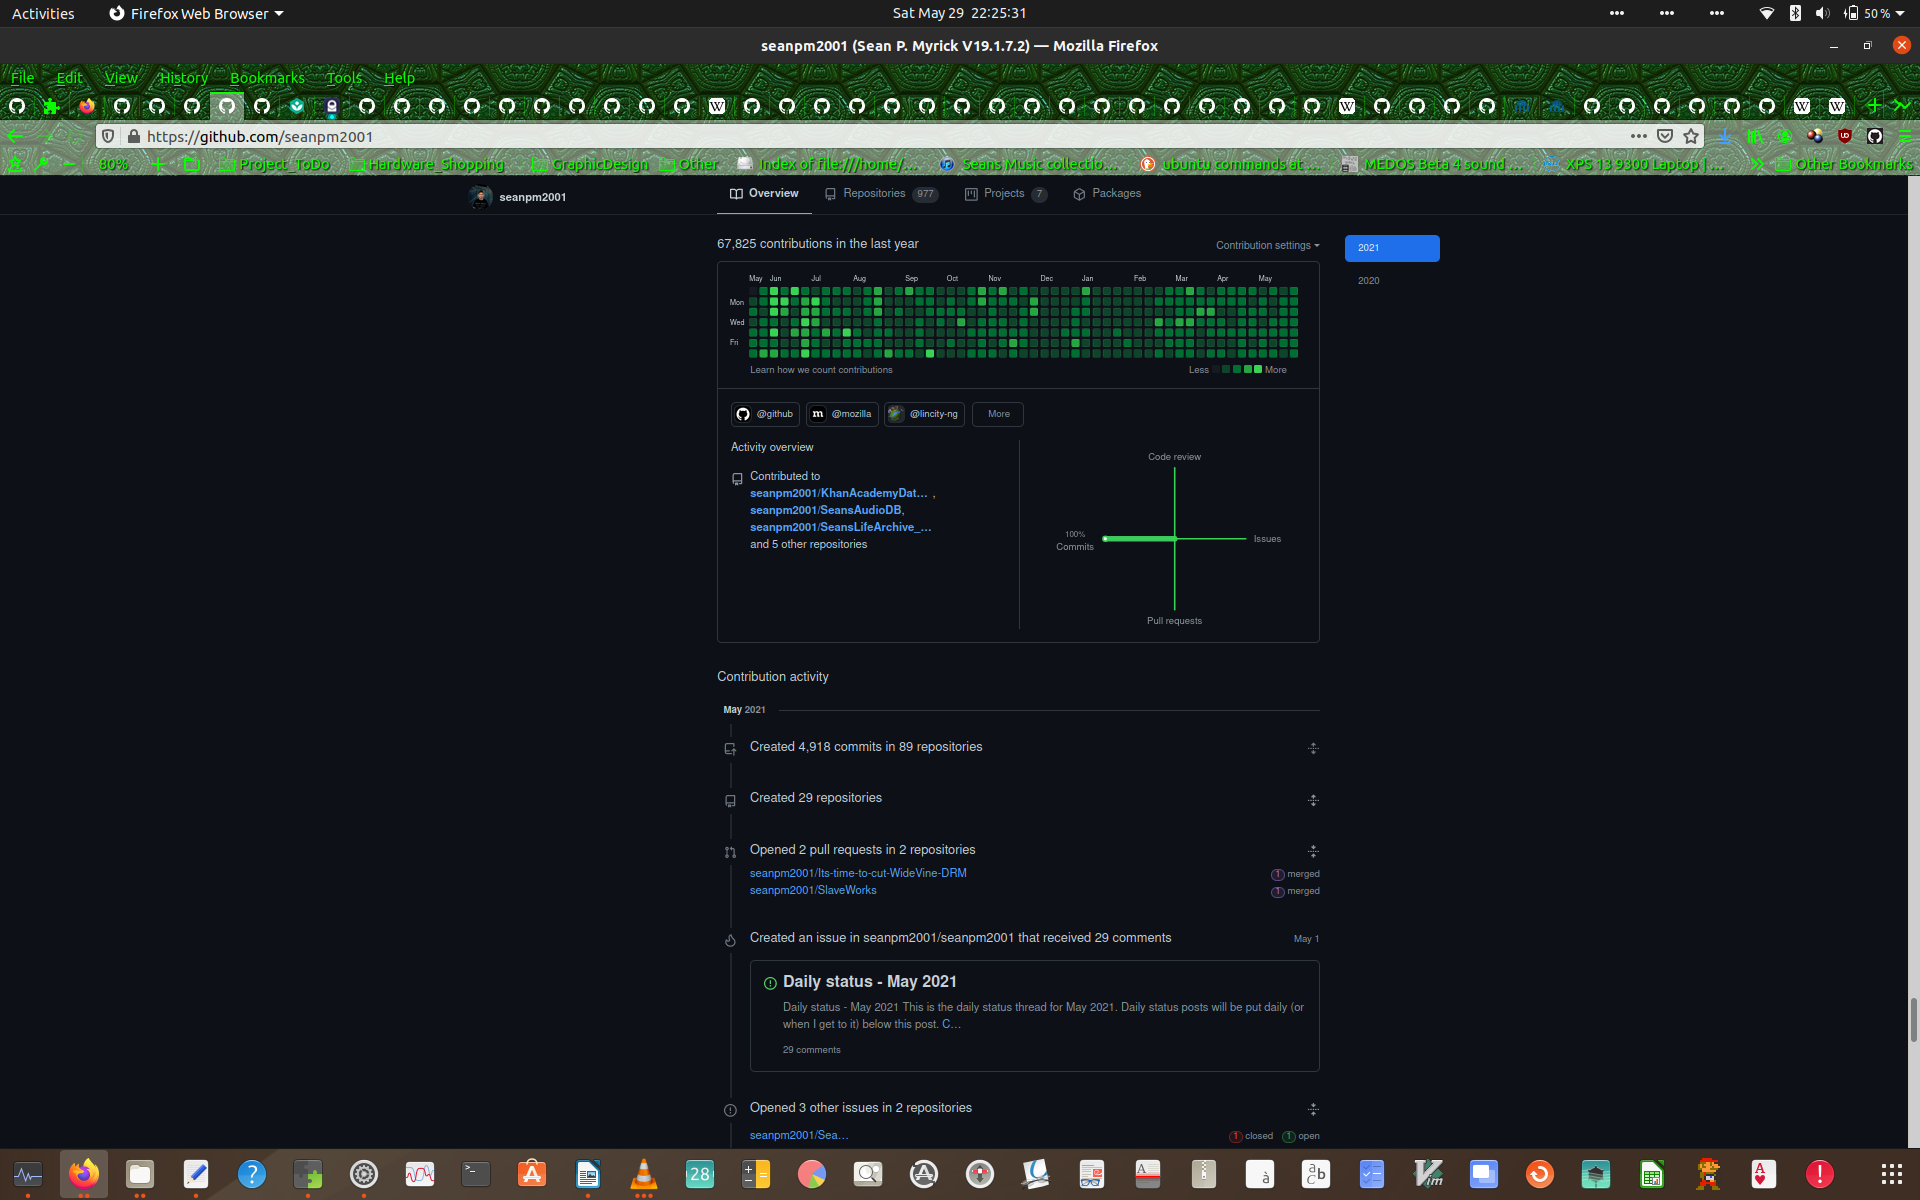 Activities Firefox Web Browser Sat May 29 22:25:31 50 %
seanpm2001 (Sean P. Myrick V19.1.7.2) — Mozilla Firefox
File Edit View History Bookmarks Tools Help
https://github.com/seanpm2001
80% Project_ToDo Hardware_Shopping GraphicDesign Other Index of file:///home/... Seans Music collectio... ubuntu commands at ... MEDOS Beta 4 sound ... XPS 13 9300 Laptop | ... Other Bookmarks
seanpm2001 Overview Repositories 977 Projects 7 Packages
67,825 contributions in the last year Contribution settings 2021
2020
May Jun Jul Aug Sep Oct Nov Dec Jan Feb Mar Apr May
Mon
Wed
Fri
Learn how we count contributions Less More
@github @mozilla @lincity-ng More
Activity overview
Code review
Contributed to
seanpm2001/KhanAcademyDat… ,
seanpm2001/SeansAudioDB,
seanpm2001/SeansLifeArchive_…
and 5 other repositories
100%
Commits
Issues
Pull requests
Contribution activity
May 2021
Created 4,918 commits in 89 repositories
Created 29 repositories
Opened 2 pull requests in 2 repositories
seanpm2001/Its-time-to-cut-WideVine-DRM 1 merged
seanpm2001/SlaveWorks 1 merged
Created an issue in seanpm2001/seanpm2001 that received 29 comments May 1
Daily status - May 2021
Daily status - May 2021 This is the daily status thread for May 2021. Daily status posts will be put daily (or
when I get to it) below this post. C…
29 comments
Opened 3 other issues in 2 repositories
seanpm2001/Sea… 1 closed 1 open
28